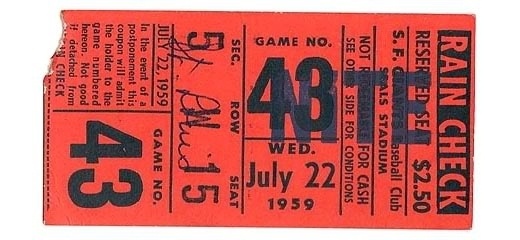 JULY 22, 1959
In the event of a
postponement this
coupon will admit
the holder to the
game numbered
hereon. Not good
if detached from
CHECK
GAME NO.
43
SEC. ROW SEAT
5 15
GAME NO.
43
NITE
WED.
July 22
1959
RAIN CHECK
RESERVED SEAT $2.50
S. F. GIANTS Baseball Club
SEALS STADIUM
NOT REDEEMABLE FOR CASH
SEE OTHER SIDE FOR CONDITIONS